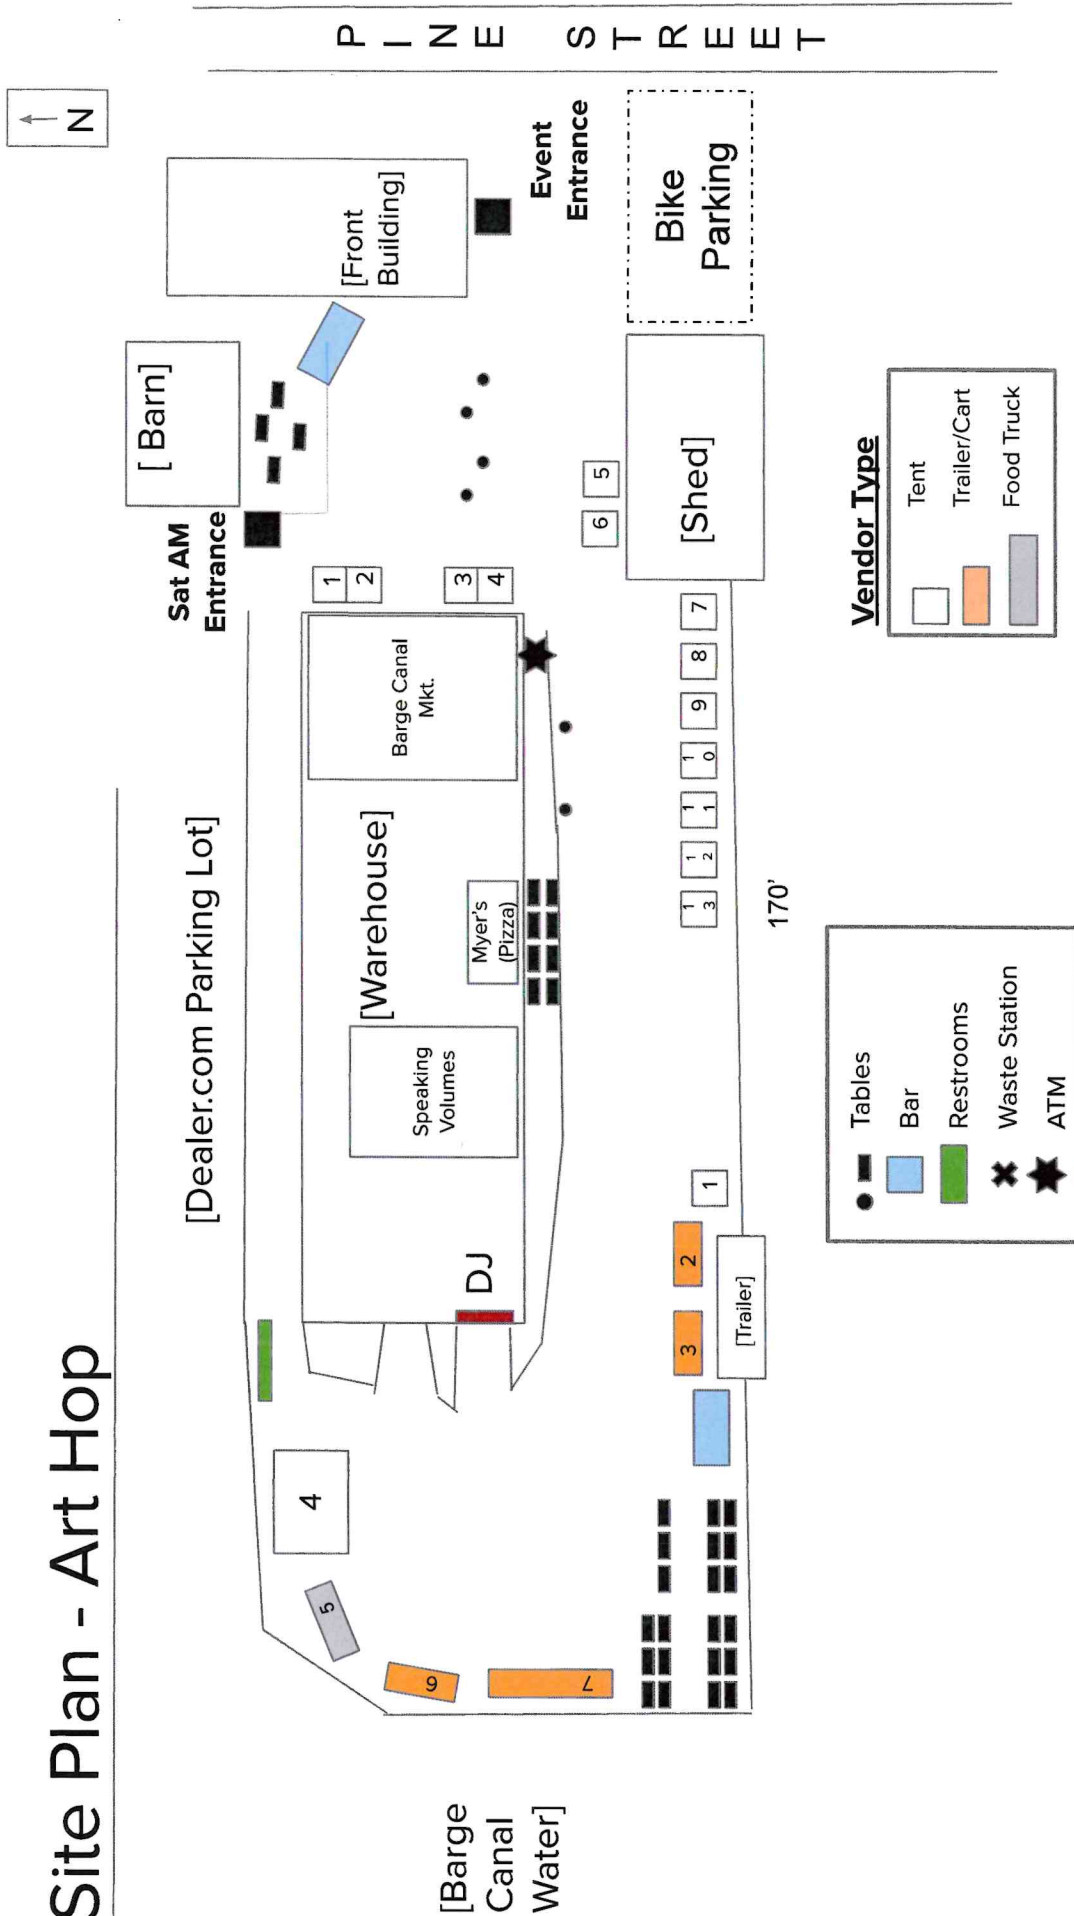 Site Plan - Art Hop
N
PINE STREET
[Dealer.com Parking Lot]
Sat AM
Entrance
[ Barn]
[Front
Building]
Event
Entrance
Bike
Parking
[Warehouse]
Barge Canal
Mkt.
Myer's
(Pizza)
Speaking
Volumes
DJ
1
2
3
4
5
6
[Shed]
7
8
9
10
11
12
13
170'
1
2
3
[Trailer]
4
5
6
7
[Barge
Canal
Water]
Tables
Bar
Restrooms
Waste Station
ATM
Vendor Type
Tent
Trailer/Cart
Food Truck